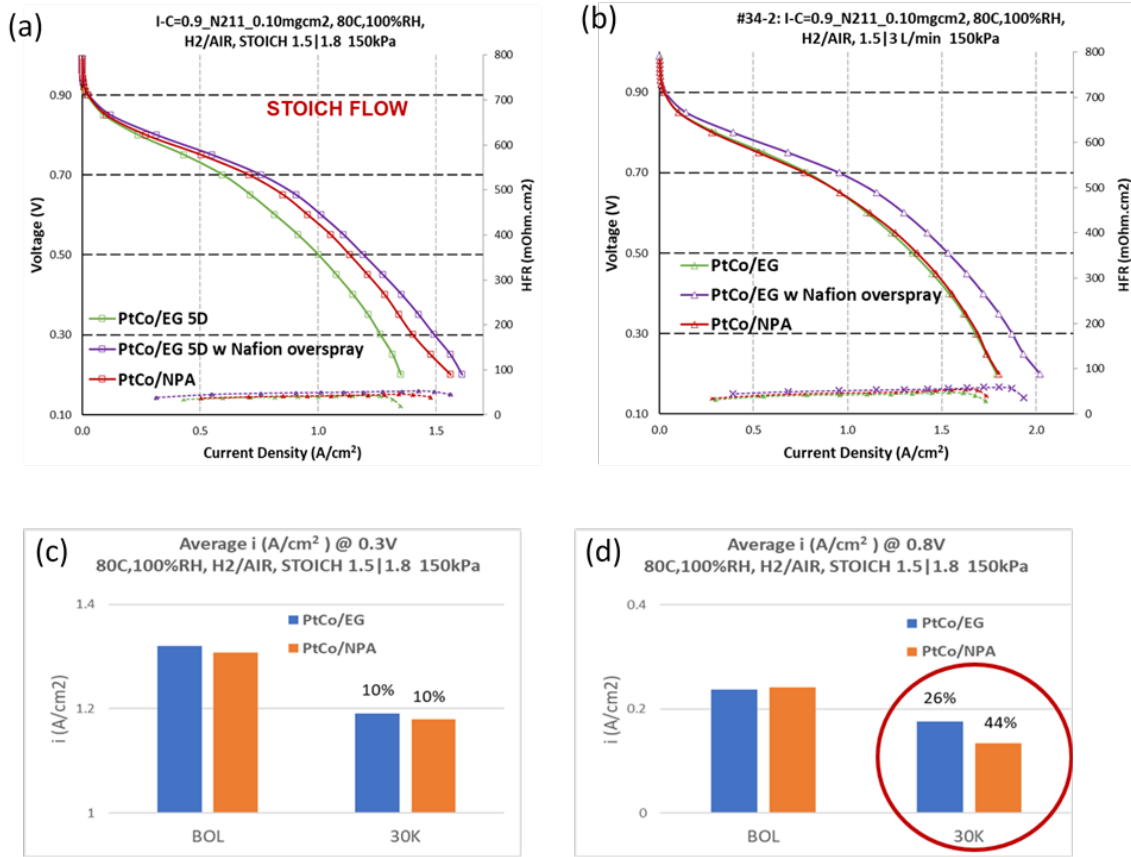 (a)
I-C=0.9_N211_0.10mgcm2, 80C,100%RH,
H2/AIR, STOICH 1.5|1.8 150kPa
STOICH FLOW
0.90
0.70
0.50
0.30
0.10
Voltage (V)
800
700
600
500
400
300
200
100
0
HFR (mOhm.cm2)
PtCo/EG 5D
PtCo/EG 5D w Nafion overspray
PtCo/NPA
0.0
0.5
1.0
1.5
Current Density (A/cm2)
(b)
#34-2: I-C=0.9_N211_0.10mgcm2, 80C,100%RH,
H2/AIR, 1.5|3 L/min 150kPa
0.90
0.70
0.50
0.30
0.10
Voltage (V)
800
700
600
500
400
300
200
100
0
HFR (mOhm.cm2)
PtCo/EG
PtCo/EG w Nafion overspray
PtCo/NPA
0.0
0.5
1.0
1.5
2.0
Current Density (A/cm2)
(c)
Average i (A/cm2 ) @ 0.3V
80C,100%RH, H2/AIR, STOICH 1.5|1.8 150kPa
1.4
1.2
1
i (A/cm2)
PtCo/EG
PtCo/NPA
10%
10%
BOL
30K
(d)
Average i (A/cm2 ) @ 0.8V
80C,100%RH, H2/AIR, STOICH 1.5|1.8 150kPa
0.4
0.2
0
i (A/cm2)
PtCo/EG
PtCo/NPA
26%
44%
BOL
30K